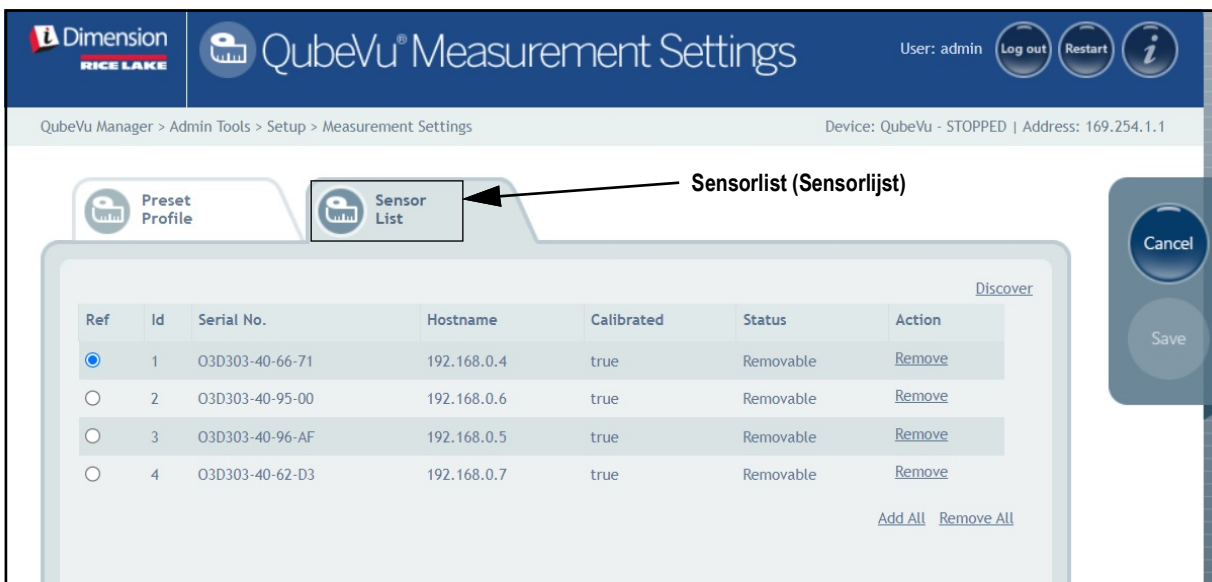 iDimension
RICE LAKE
QubeVu® Measurement Settings
User: admin
Log out
Restart
i
QubeVu Manager > Admin Tools > Setup > Measurement Settings
Device: QubeVu - STOPPED | Address: 169.254.1.1
Preset Profile
Sensor List
Sensorlist (Sensorlijst)
Cancel
Save
Discover
Ref Id Serial No. Hostname Calibrated Status Action
1 O3D303-40-66-71 192.168.0.4 true Removable Remove
2 O3D303-40-95-00 192.168.0.6 true Removable Remove
3 O3D303-40-96-AF 192.168.0.5 true Removable Remove
4 O3D303-40-62-D3 192.168.0.7 true Removable Remove
Add All Remove All